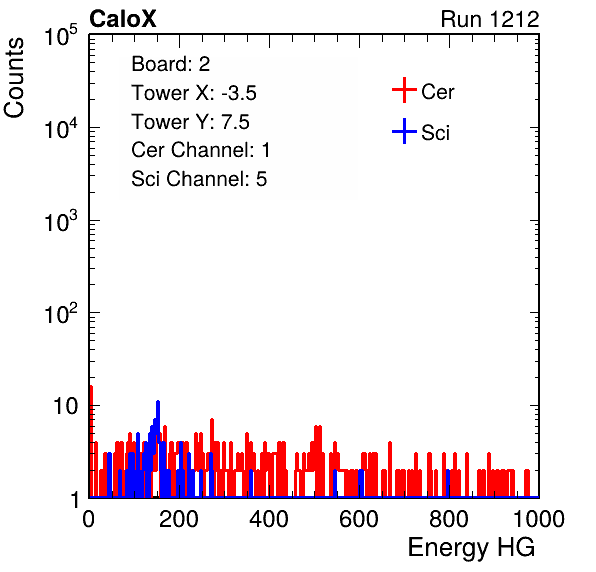 CaloX Run 1212
Counts
Board: 2
Tower X: -3.5
Tower Y: 7.5
Cer Channel: 1
Sci Channel: 5
Cer
Sci
10^5
10^4
10^3
10^2
10
1
0 200 400 600 800 1000
Energy HG